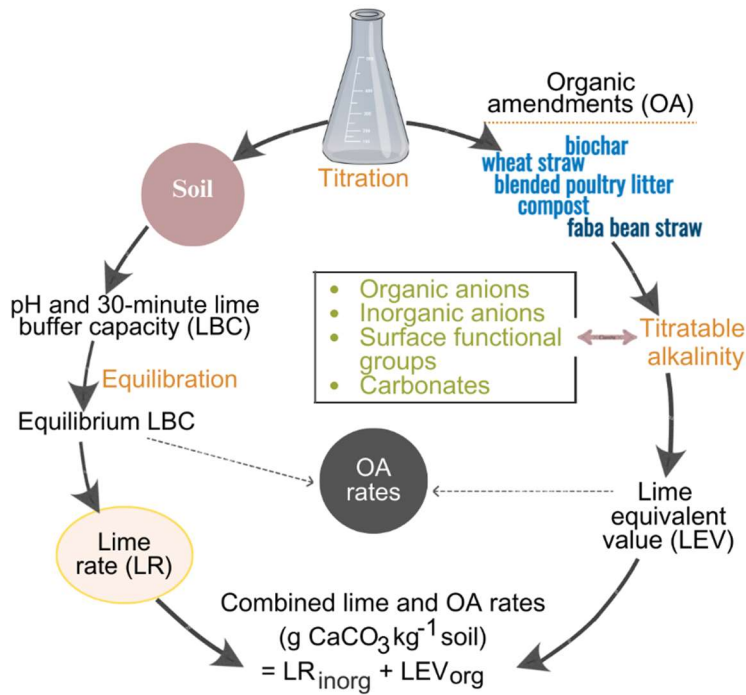 Organic
amendments (OA)
Titration
biochar
wheat straw
blended poultry litter
compost
faba bean straw
Soil
pH and 30-minute lime
buffer capacity (LBC)
• Organic anions
• Inorganic anions
• Surface functional
groups
• Carbonates
Titratable
alkalinity
Equilibration
Equilibrium LBC
OA
rates
Lime
equivalent
value (LEV)
Lime
rate (LR)
Combined lime and OA rates
(g CaCO₃ kg⁻¹ soil)
= LRinorg + LEVorg